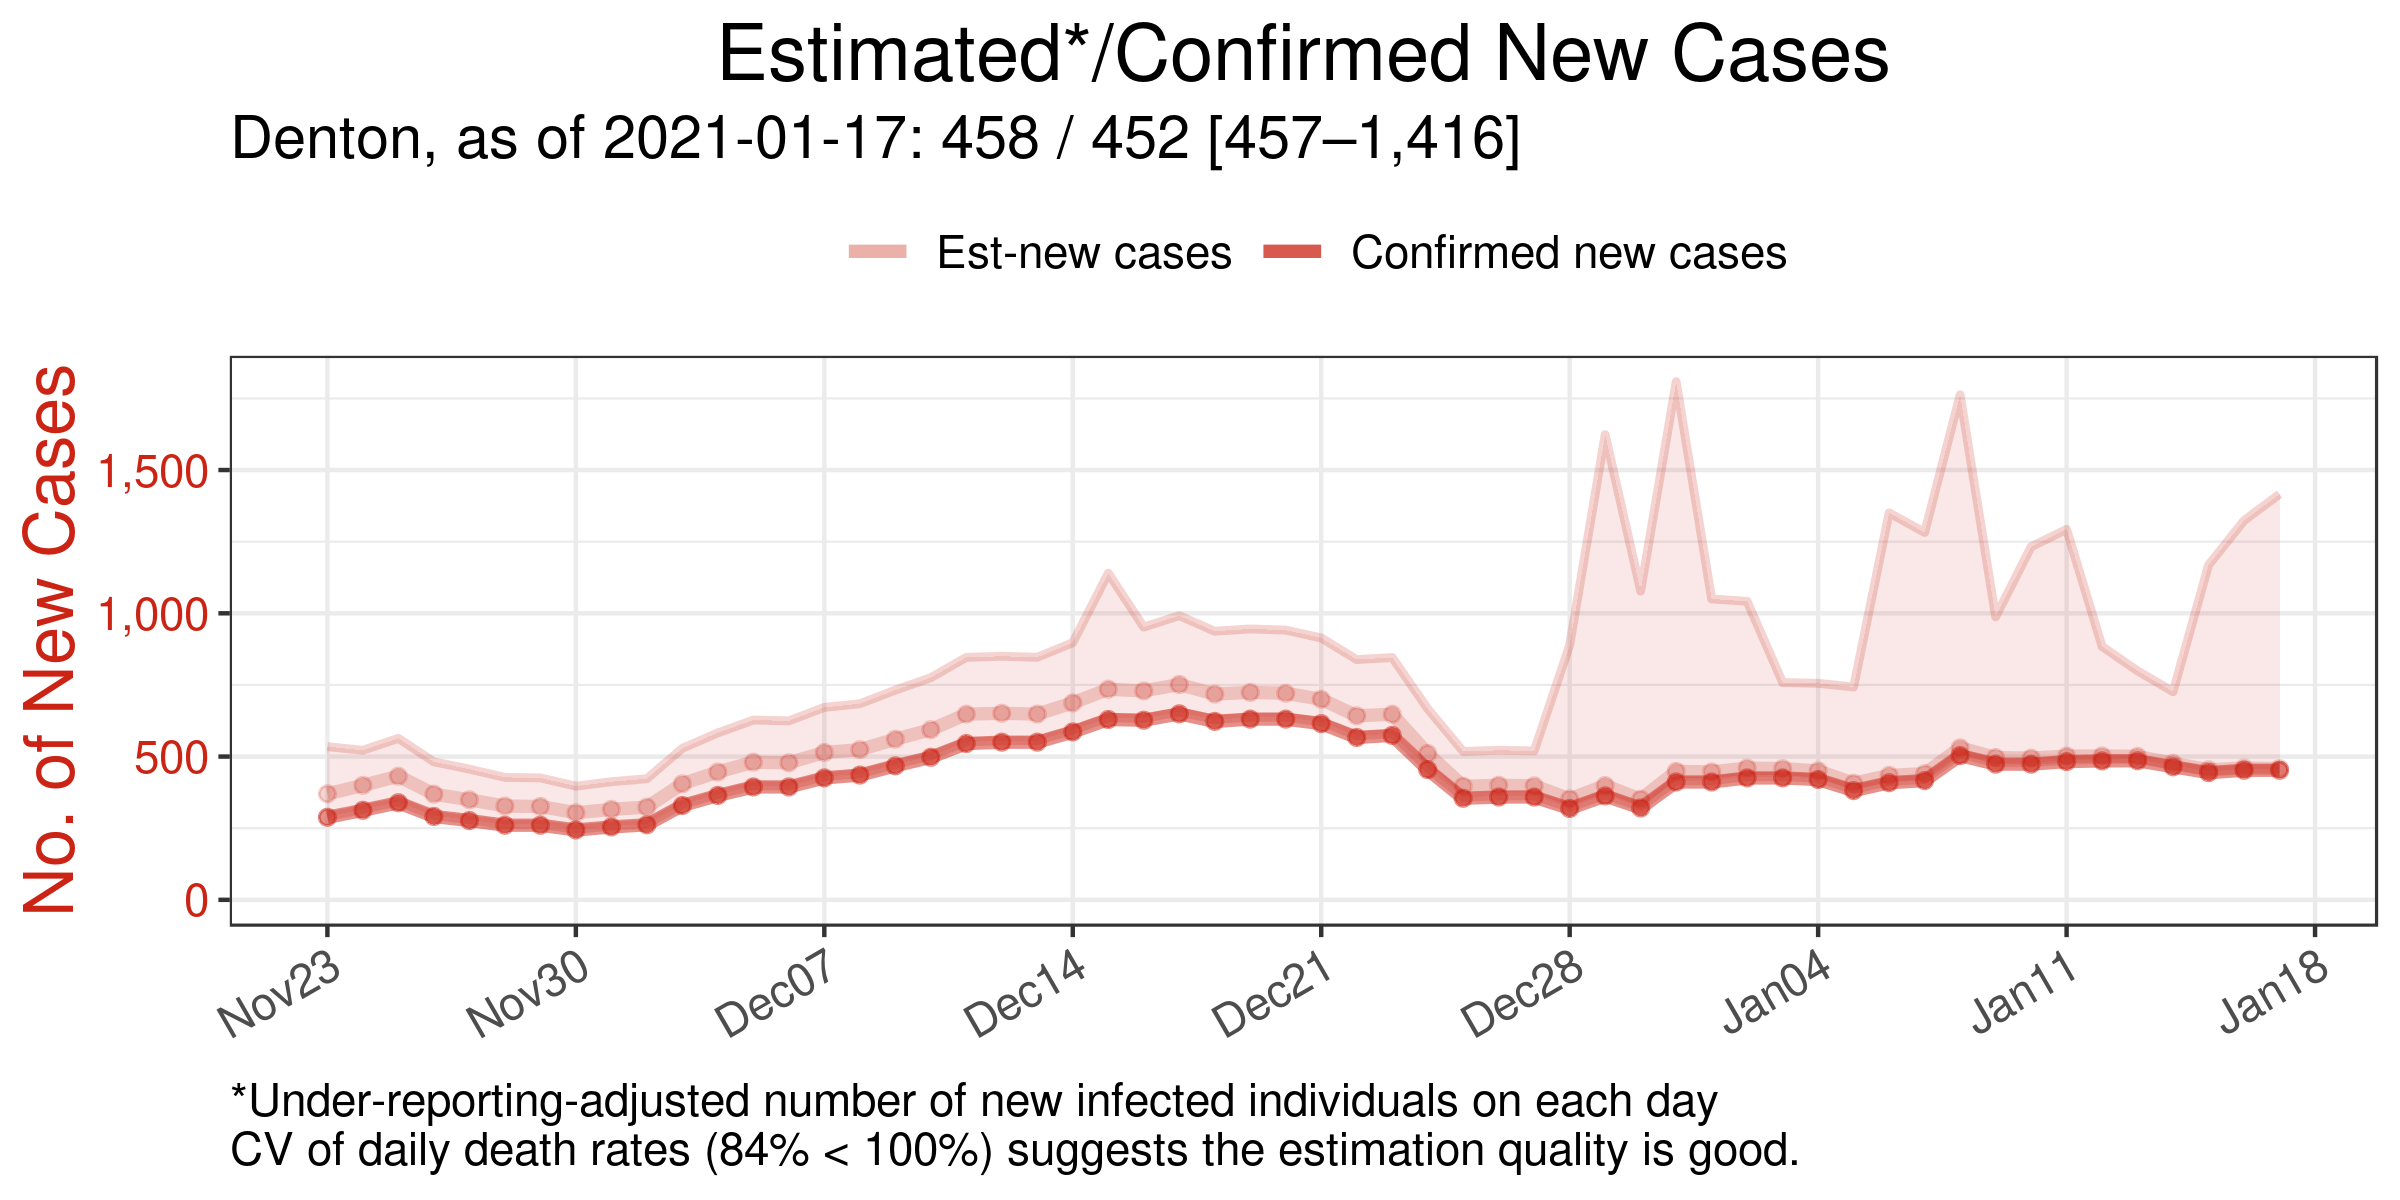 Estimated*/Confirmed New Cases
Denton, as of 2021-01-17: 458 / 452 [457–1,416]
Est-new cases
Confirmed new cases
No. of New Cases
1,500
1,000
500
0
Nov23
Nov30
Dec07
Dec14
Dec21
Dec28
Jan04
Jan11
Jan18
*Under-reporting-adjusted number of new infected individuals on each day
CV of daily death rates (84% < 100%) suggests the estimation quality is good.